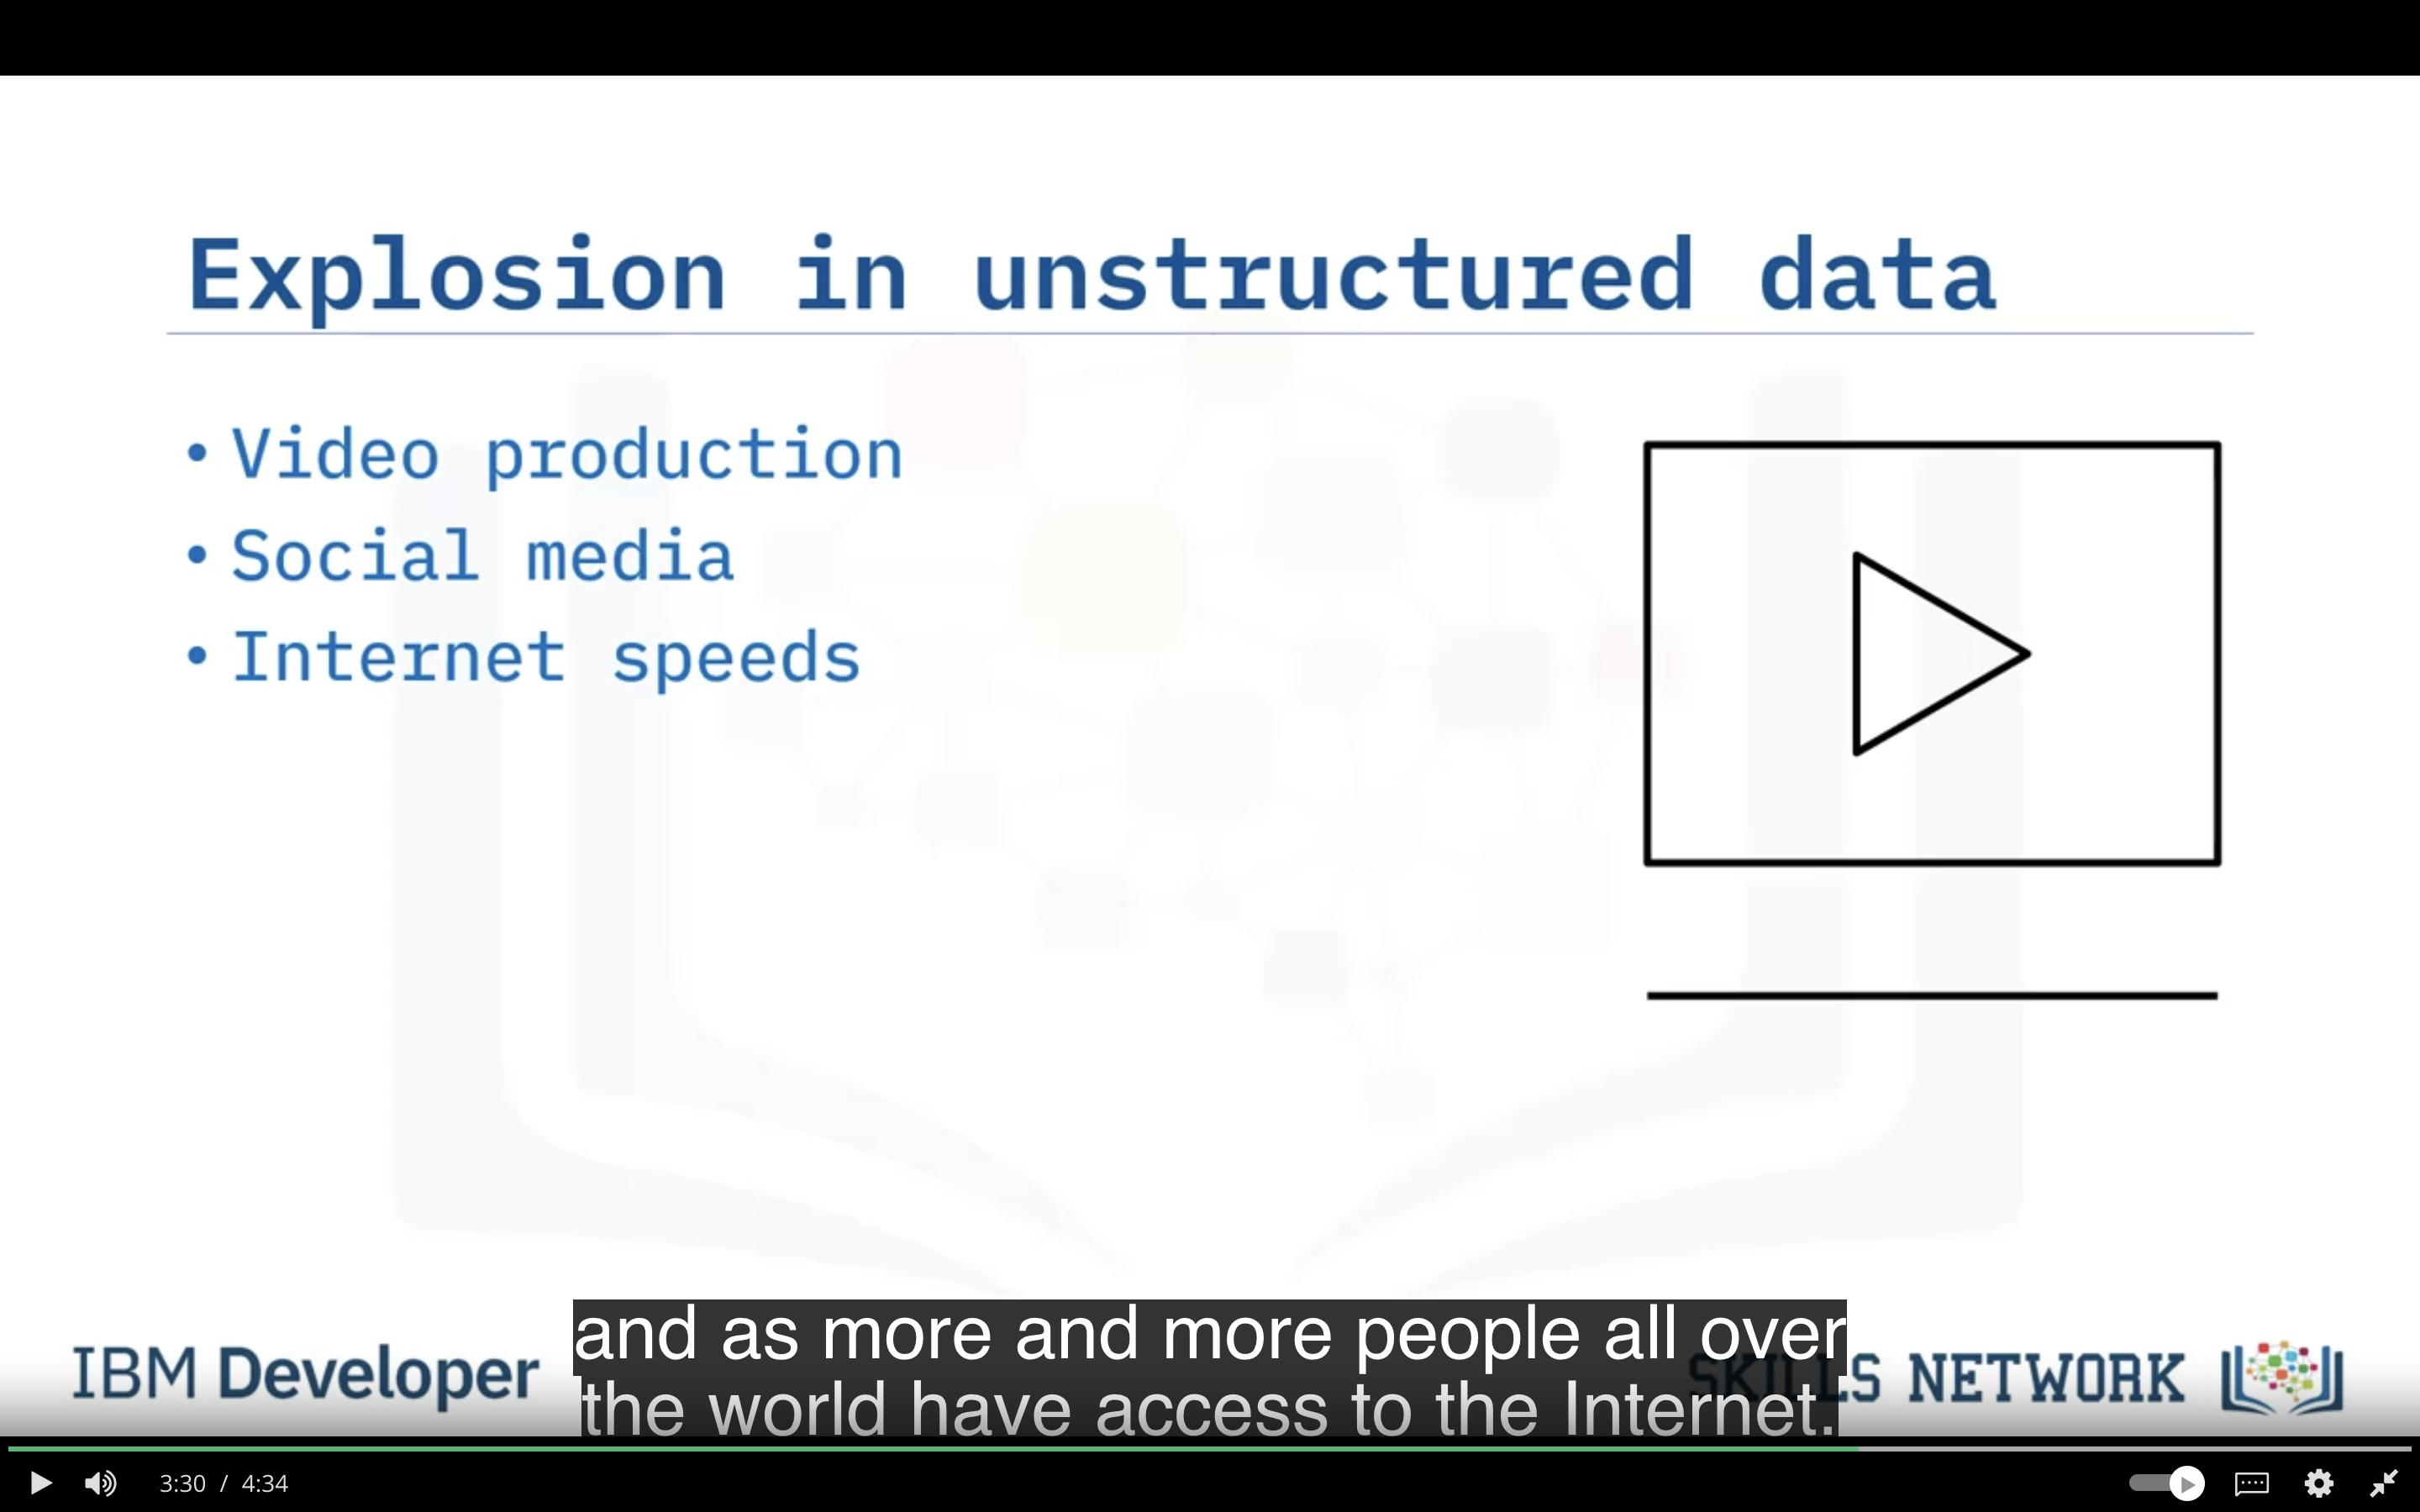 Explosion in unstructured data
• Video production
• Social media
• Internet speeds
IBM Developer
SKILLS NETWORK
and as more and more people all over
the world have access to the Internet.
3:30 / 4:34